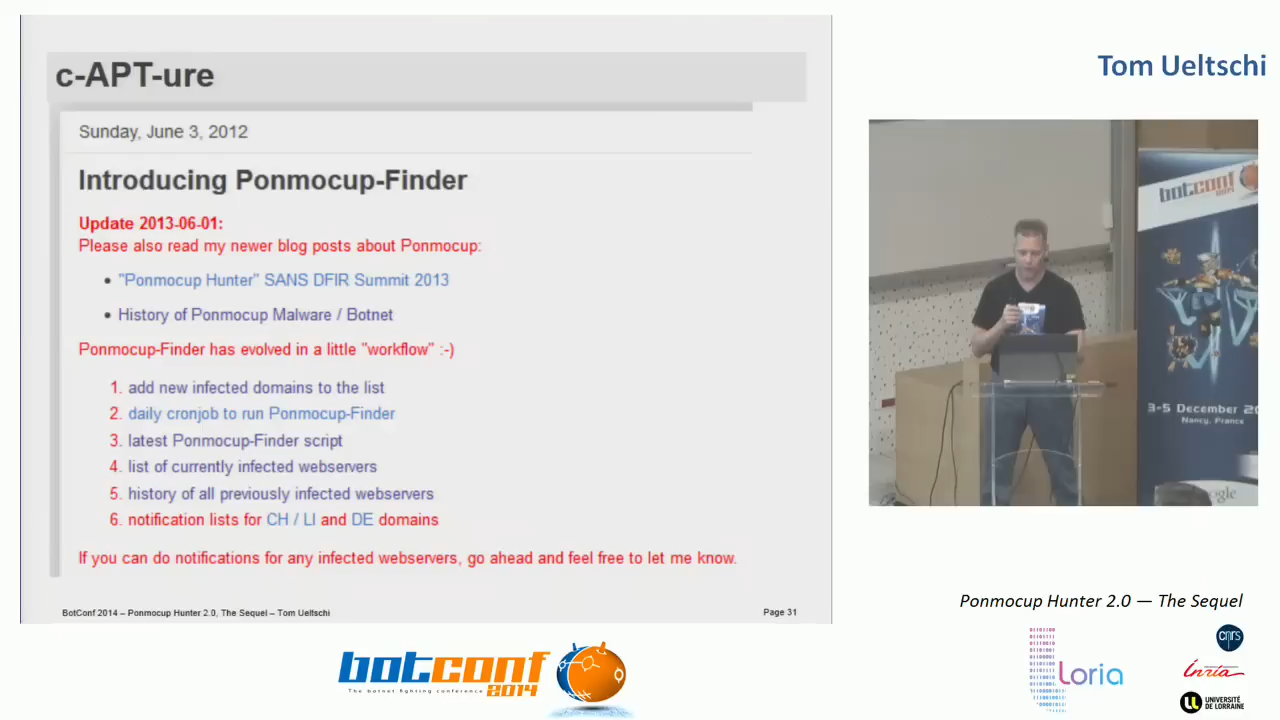 c-APT-ure
Sunday, June 3, 2012
Introducing Ponmocup-Finder
Update 2013-06-01:
Please also read my newer blog posts about Ponmocup:
• "Ponmocup Hunter" SANS DFIR Summit 2013
• History of Ponmocup Malware / Botnet
Ponmocup-Finder has evolved in a little "workflow" :-)
1. add new infected domains to the list
2. daily cronjob to run Ponmocup-Finder
3. latest Ponmocup-Finder script
4. list of currently infected webservers
5. history of all previously infected webservers
6. notification lists for CH / LI and DE domains
If you can do notifications for any infected webservers, go ahead and feel free to let me know.
BotConf 2014 – Ponmocup Hunter 2.0, The Sequel – Tom Ueltschi
Page 31
Tom Ueltschi
botconf
2014
3-5 December 20
Nancy, France
Ponmocup Hunter 2.0 — The Sequel
botconf
The botnet fighting conference
2014
Loria
cnrs
Inria
UNIVERSITÉ
DE LORRAINE